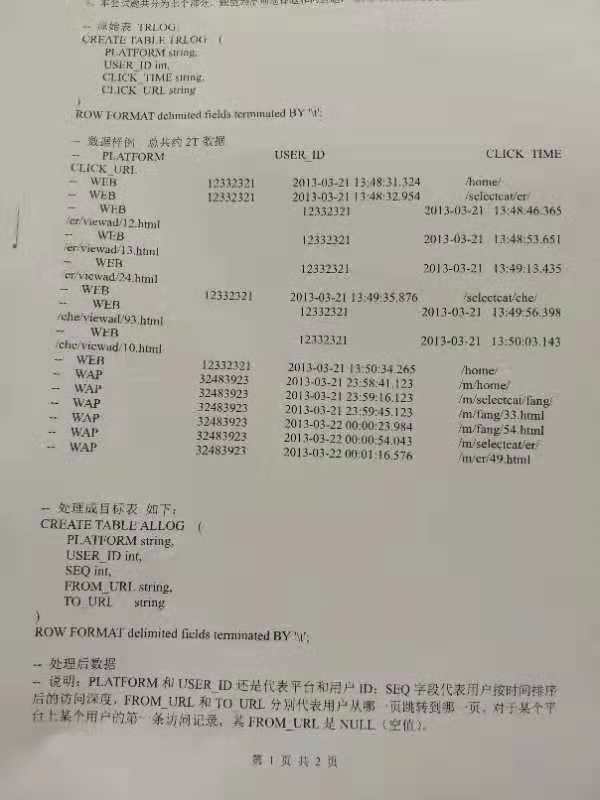 -- 原始表 TRLOG:
CREATE TABLE TRLOG (
PLATFORM string,
USER_ID int,
CLICK_TIME string,
CLICK_URL string
)
ROW FORMAT delimited fields terminated BY '\t';
-- 数据样例 总共约 2T 数据
-- PLATFORM USER_ID CLICK_TIME
CLICK_URL
-- WEB 12332321 2013-03-21 13:48:31.324 /home/
-- WEB 12332321 2013-03-21 13:48:32.954 /selectcat/er/
-- WEB 12332321 2013-03-21 13:48:46.365
/er/viewad/12.html
-- WEB 12332321 2013-03-21 13:48:53.651
/er/viewad/13.html
-- WEB 12332321 2013-03-21 13:49:13.435
er/viewad/24.html
-- WEB 12332321 2013-03-21 13:49:35.876 /selectcat/che/
-- WEB 12332321 2013-03-21 13:49:56.398
/che/viewad/93.html
-- WEB 12332321 2013-03-21 13:50:03.143
/che/viewad/10.html
-- WEB 12332321 2013-03-21 13:50:34.265 /home/
-- WAP 32483923 2013-03-21 23:58:41.123 /m/home/
-- WAP 32483923 2013-03-21 23:59:16.123 /m/selectcat/fang/
-- WAP 32483923 2013-03-21 23:59:45.123 /m/fang/33.html
-- WAP 32483923 2013-03-22 00:00:23.984 /m/fang/54.html
-- WAP 32483923 2013-03-22 00:00:54.043 /m/selectcat/er/
-- WAP 32483923 2013-03-22 00:01:16.576 /m/er/49.html
-- 处理成目标表 如下:
CREATE TABLE ALLOG (
PLATFORM string,
USER_ID int,
SEQ int,
FROM_URL string,
TO_URL string
)
ROW FORMAT delimited fields terminated BY '\t';
-- 处理后数据
-- 说明:PLATFORM 和 USER_ID 还是代表平台和用户 ID;SEQ 字段代表用户按时间排序
后的访问深度,FROM_URL 和 TO_URL 分别代表用户从哪一页跳转到哪一页。对于某个平
台上某个用户的第一条访问记录,其 FROM_URL 是 NULL(空值)。
第 1 页 共 2 页